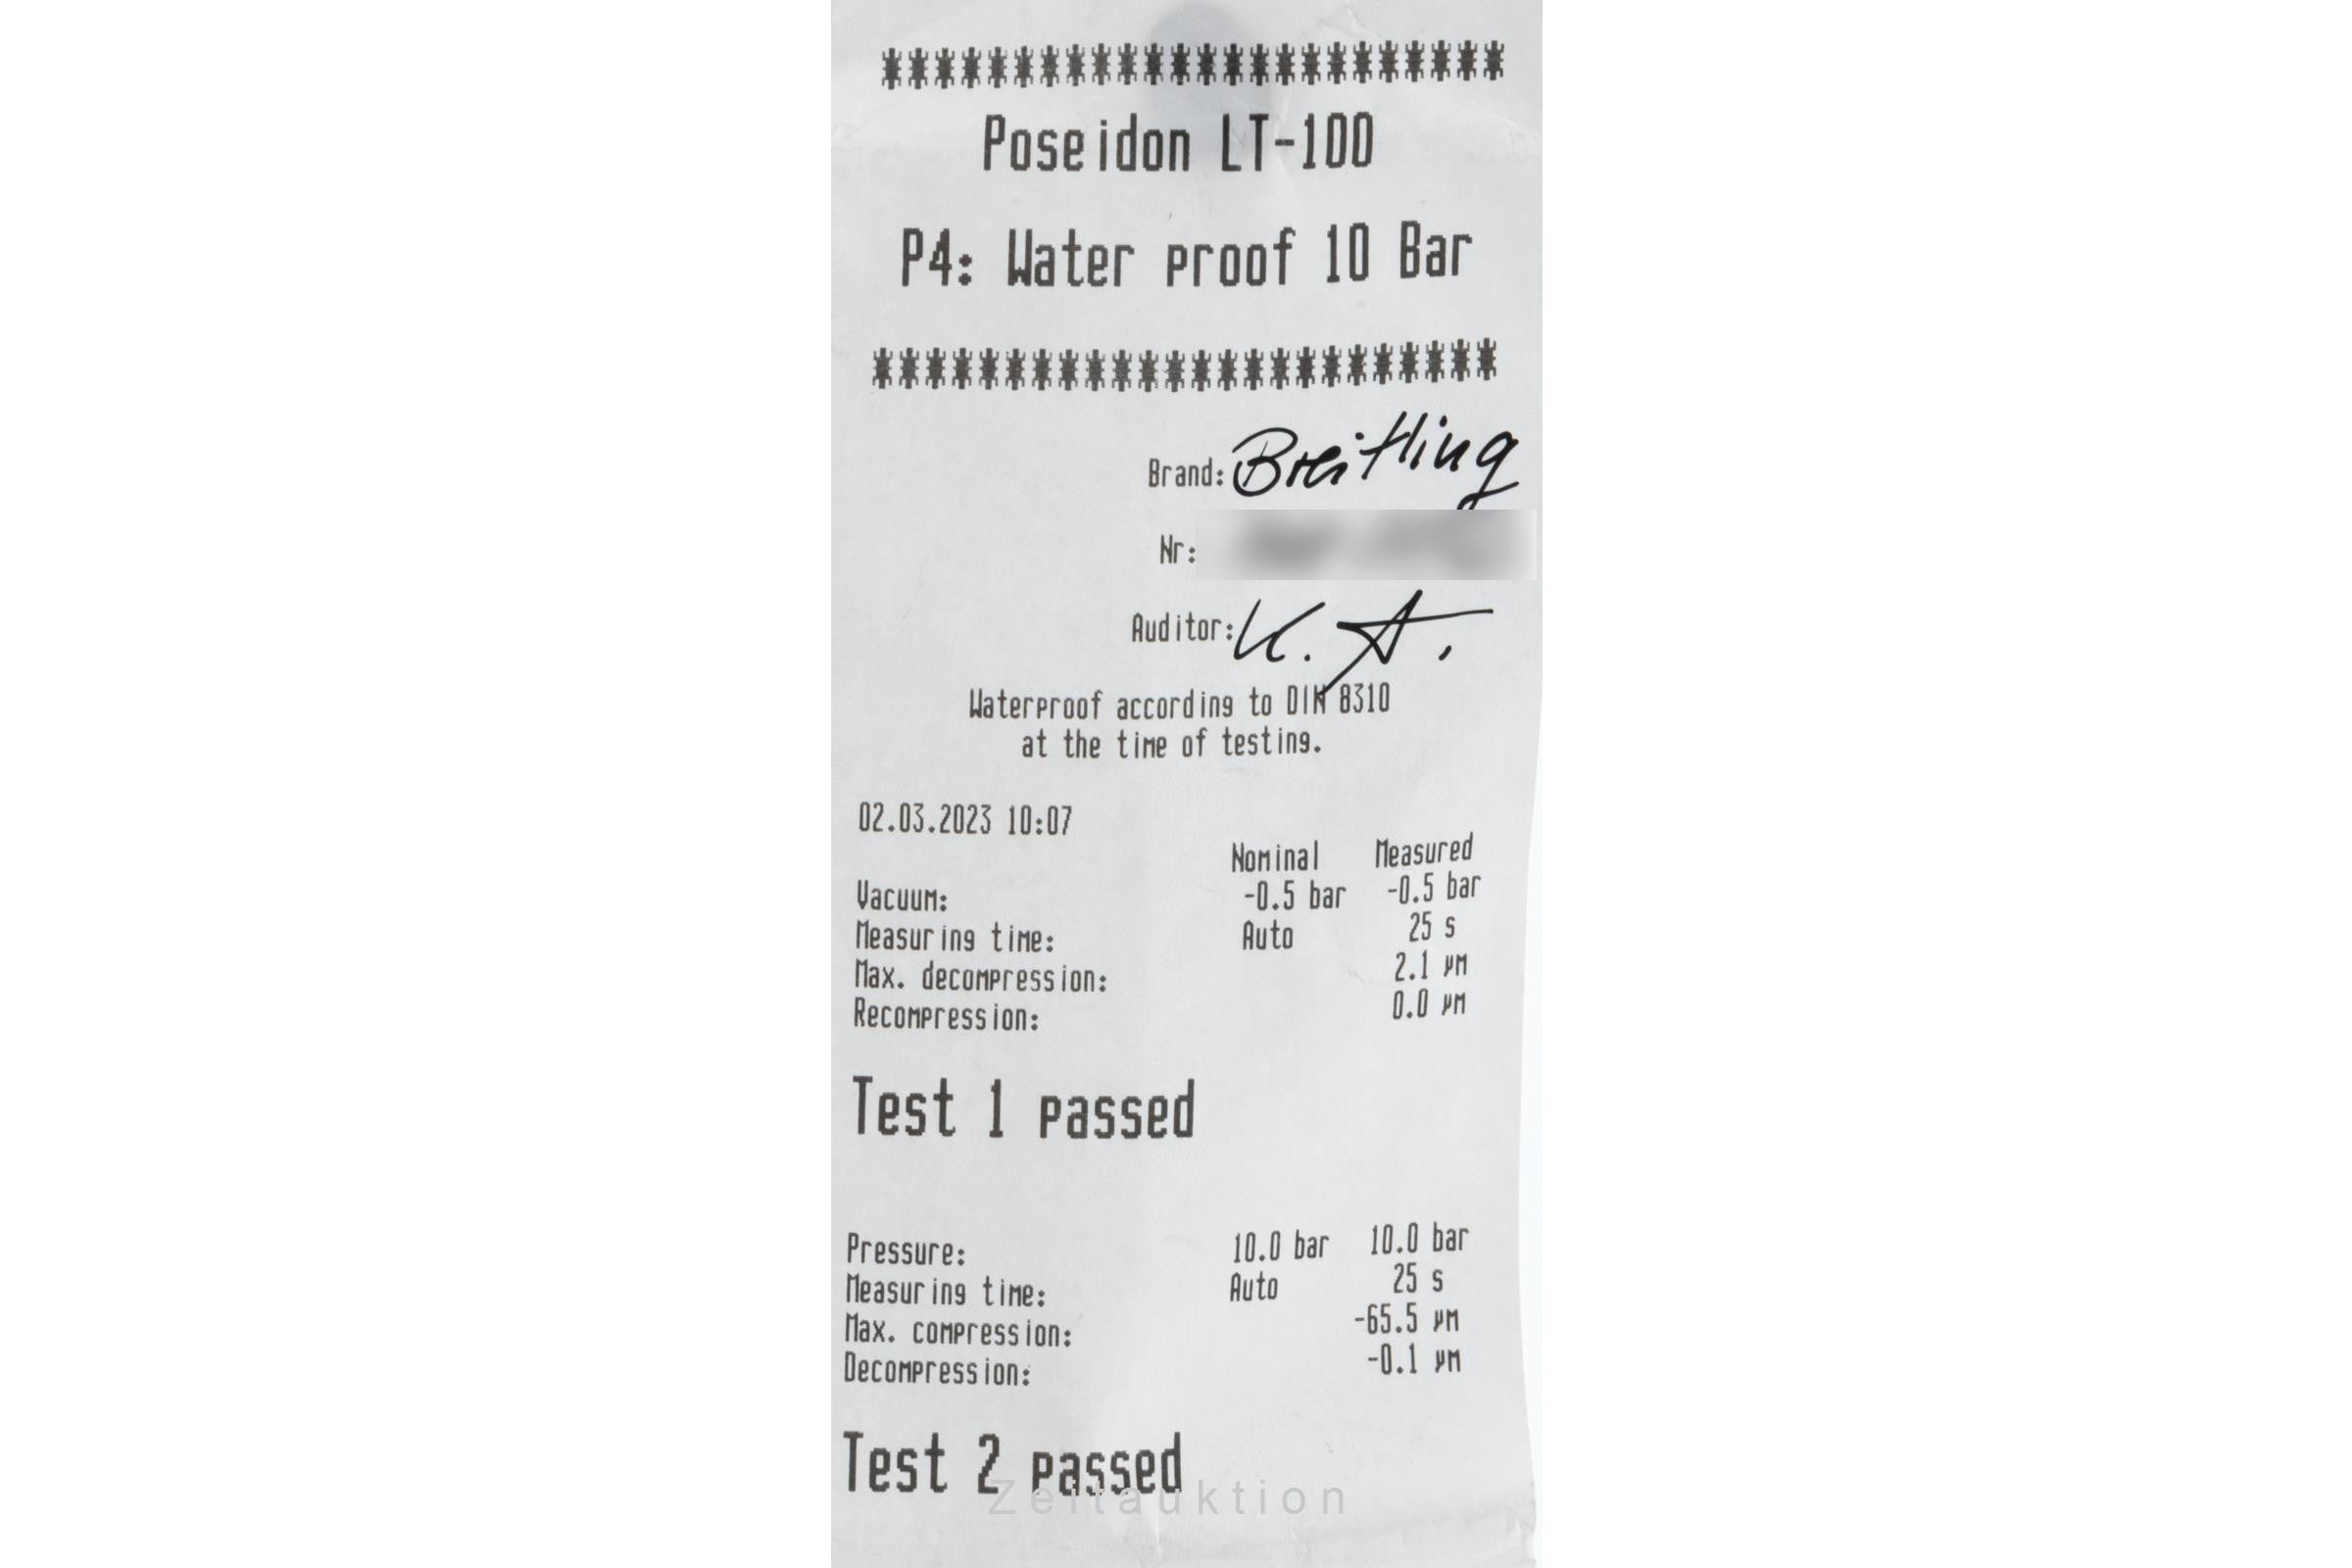 ************************
Poseidon LT-100
P4: Water proof 10 Bar
************************
Brand: Breitling
Nr:
Auditor: K. A.
Waterproof according to DIN 8310
at the time of testing.
02.03.2023 10:07
Nominal Measured
Vacuum: -0.5 bar -0.5 bar
Measuring time: Auto 25 s
Max. decompression: 2.1 µm
Recompression: 0.0 µm
Test 1 passed
Pressure: 10.0 bar 10.0 bar
Measuring time: Auto 25 s
Max. compression: -65.5 µm
Decompression: -0.1 µm
Test 2 passed
Zeitauktion